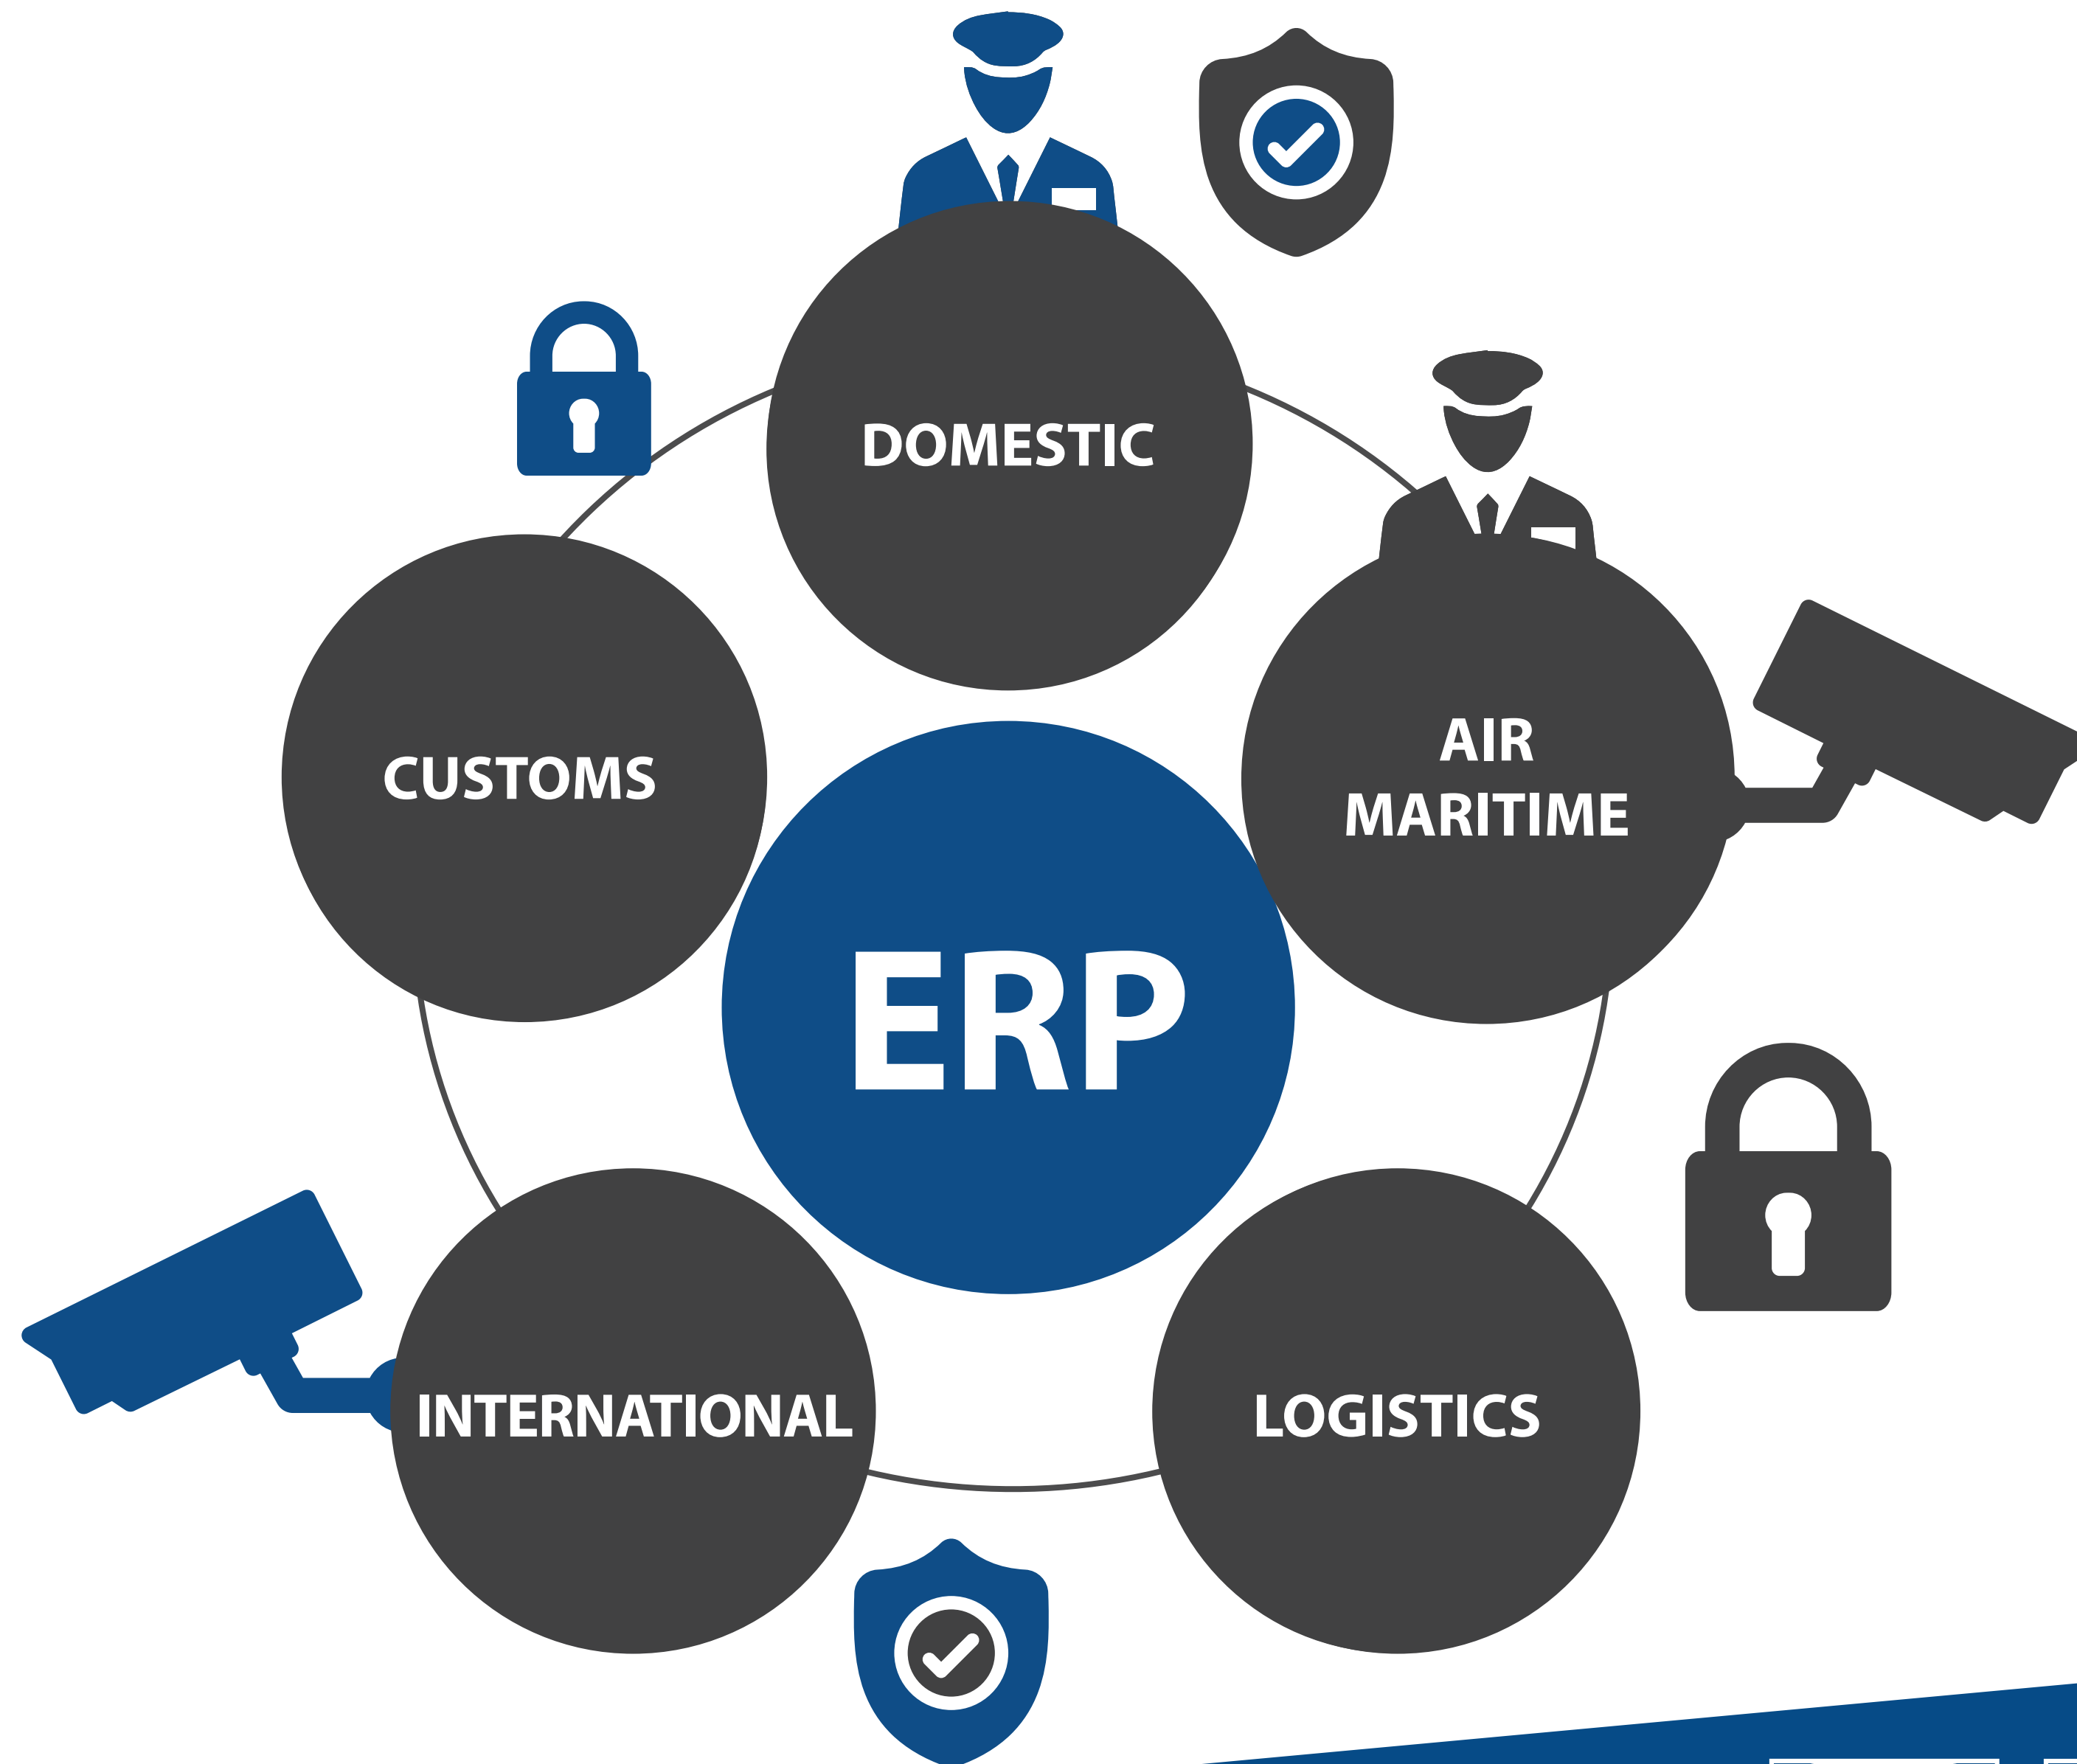 DOMESTIC
CUSTOMS
AIR
MARITIME
ERP
INTERNATIONAL
LOGISTICS